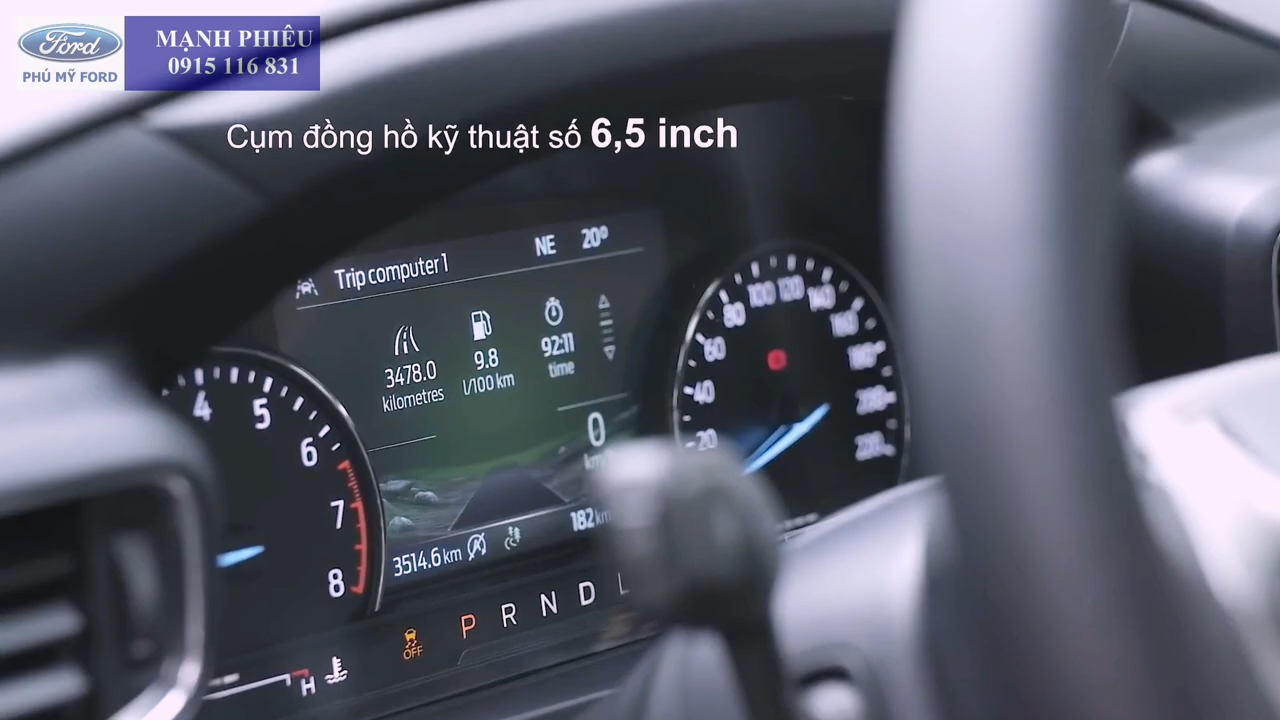 Ford
PHÚ MỸ FORD
MẠNH PHIÊU
0915 116 831
Cụm đồng hồ kỹ thuật số 6,5 inch
Trip computer 1
NE 20º
3478.0
kilometres
9.8
l/100 km
92:11
time
0
182 km
3514.6 km
OFF
P R N D L
4
5
6
7
8
H
20
40
60
80
100
120
140
160
180
200
220